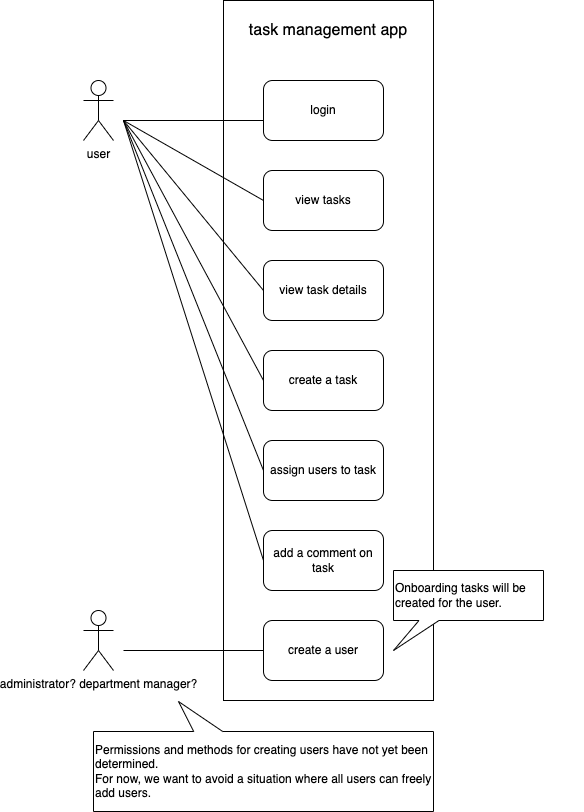 task management app
login
user
view tasks
view task details
create a task
assign users to task
add a comment on
task
Onboarding tasks will be
created for the user.
create a user
administrator? department manager?
Permissions and methods for creating users have not yet been
determined.
For now, we want to avoid a situation where all users can freely
add users.